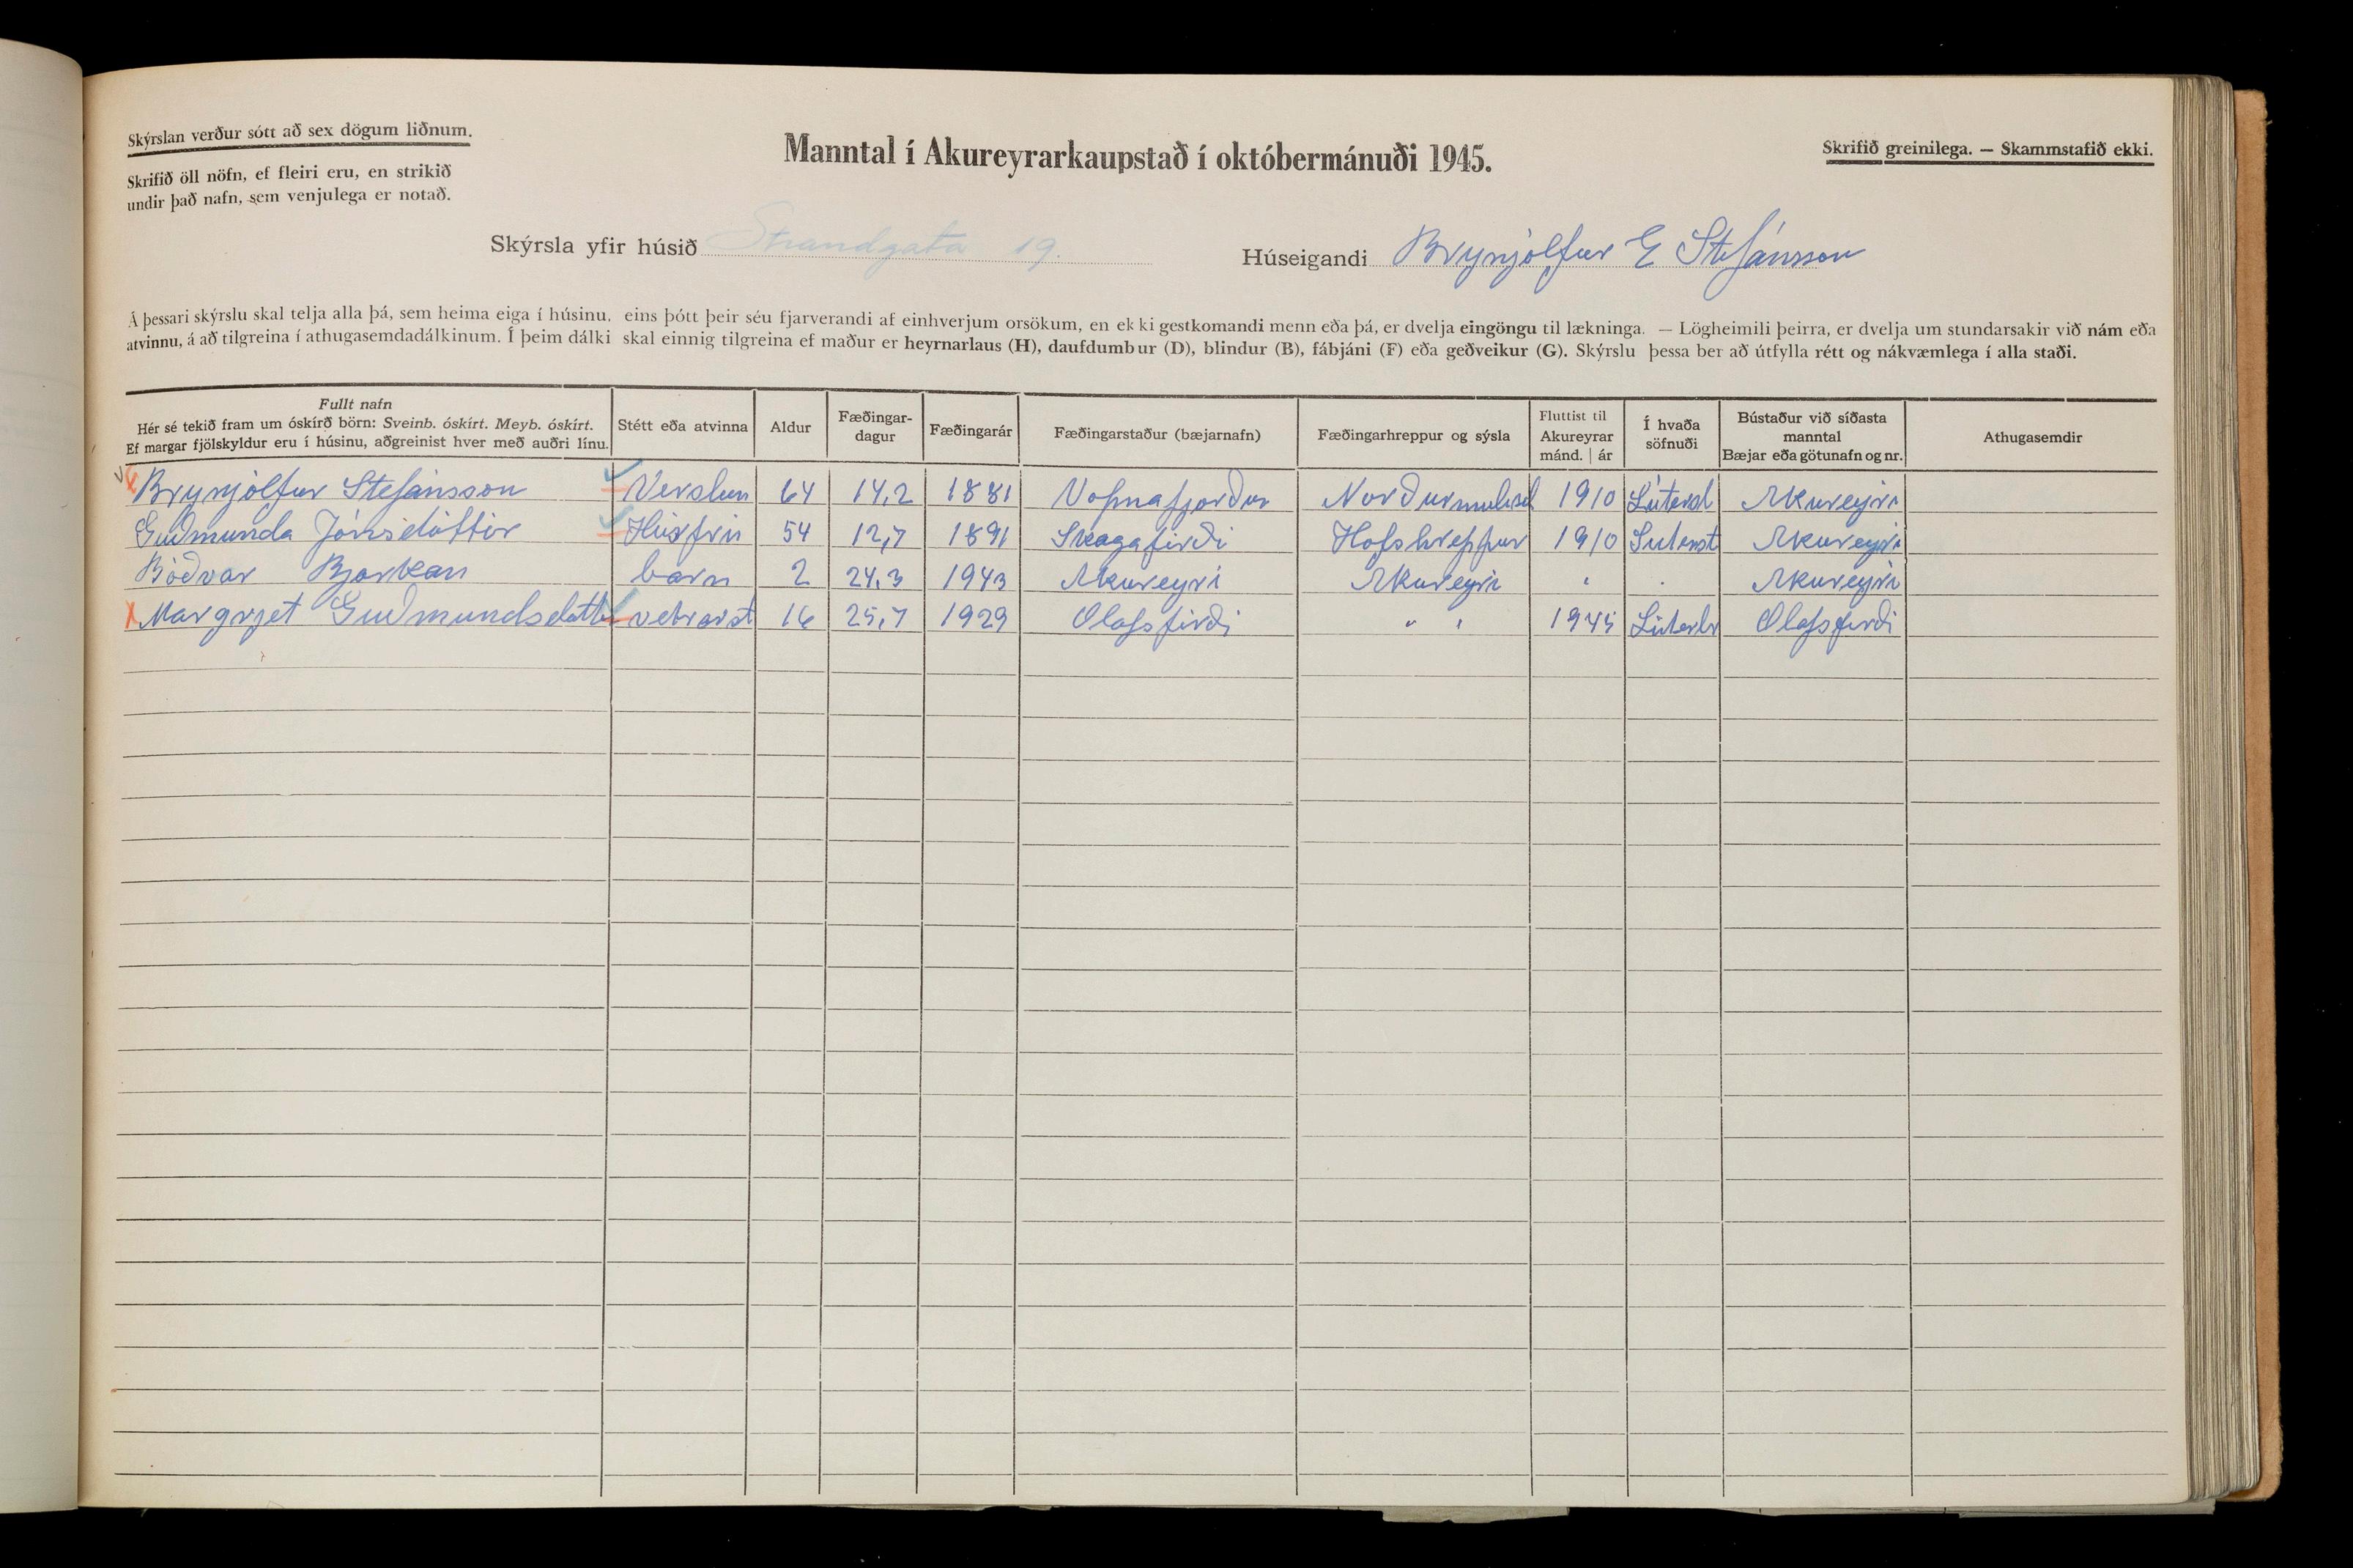 Skýrslan verður sótt að sex dögum liðnum.
Skrifið öll nöfn, ef fleiri eru, en strikið
undir það nafn, sem venjulega er notað.
Manntal í Akureyrarkaupstað í októbermánuði 1945.
Skrifið greinilega. — Skammstafið ekki.
Skýrsla yfir húsið Strandgata 19.
Húseigandi Brynjólfur E Stefánsson
Á þessari skýrslu skal telja alla þá, sem heima eiga í húsinu, eins þótt þeir séu fjarverandi af einhverjum orsökum, en ekki gestkomandi menn eða þá, er dvelja eingöngu til lækninga. — Lögheimili þeirra, er dvelja um stundarsakir við nám eða
atvinnu, á að tilgreina í athugasemdadálkinum. Í þeim dálki skal einnig tilgreina ef maður er heyrnarlaus (H), daufdumbur (D), blindur (B), fábjáni (F) eða geðveikur (G). Skýrslu þessa ber að útfylla rétt og nákvæmlega í alla staði.
Fullt nafn
Hér sé tekið fram um óskírð börn: Sveinb. óskírt. Meyb. óskírt.
Ef margar fjölskyldur eru í húsinu, aðgreinist hver með auðri línu.
Stétt eða atvinna
Aldur
Fæðingar-
dagur
Fæðingarár
Fæðingarstaður (bæjarnafn)
Fæðingarhreppur og sýsla
Fluttist til
Akureyrar
mánd. | ár
Í hvaða
söfnuði
Bústaður við síðasta
manntal
Bæjar eða götunafn og nr.
Athugasemdir
Brynjólfur Stefánsson Verslun 64 14,2 1881 Vopnafjorður 1910 Akureyri
Guðmunda Jónsdóttir Húsfrú 54 12,7 1891 Skagafirði Hofshreppur 1910 Akureyri
Böðvar barn 2 24,3 1943 Akureyri Akureyri " Akureyri
Margrjet Guðmundsdottir 16 25,7 1929 Olafsfirði " " 1945 Olafsfirði